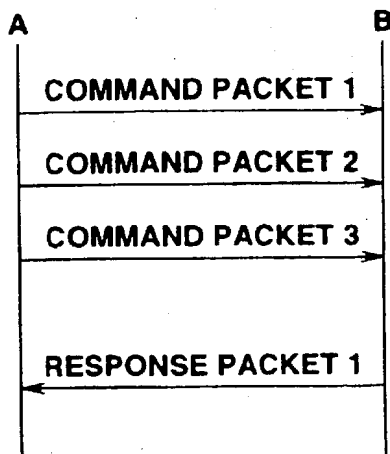 A B
COMMAND PACKET 1
COMMAND PACKET 2
COMMAND PACKET 3
RESPONSE PACKET 1